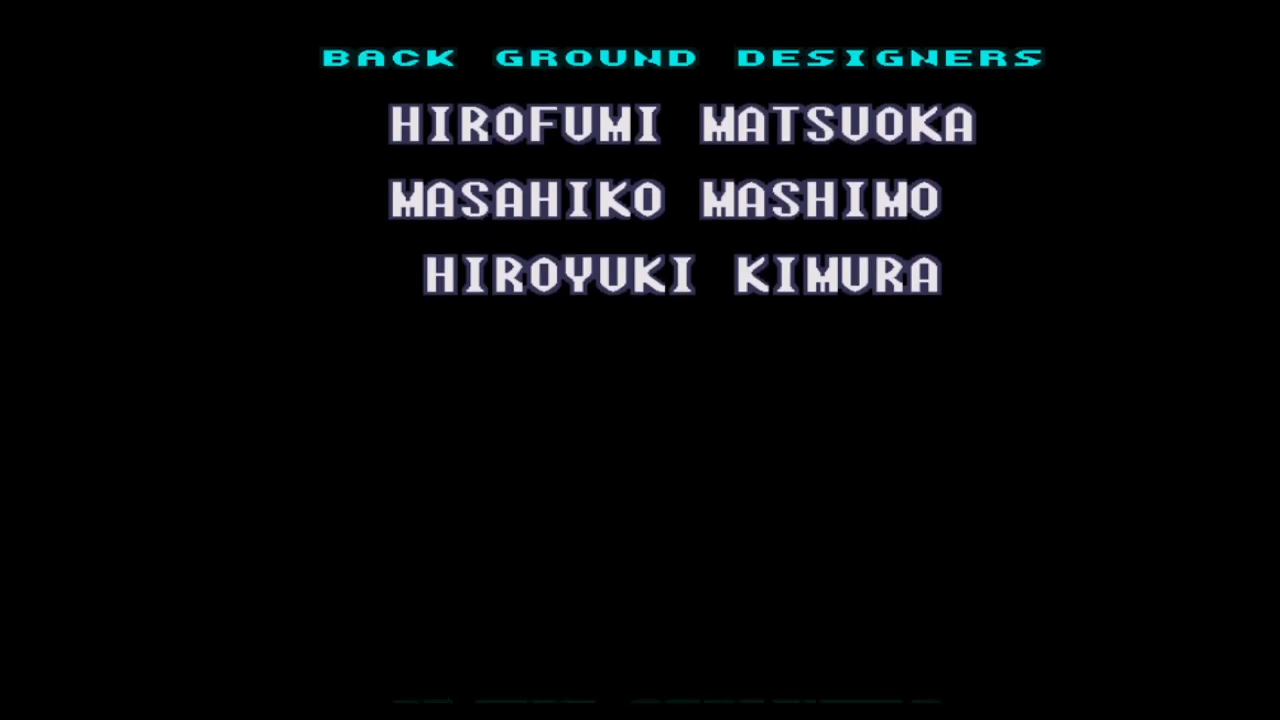 BACK GROUND DESIGNERS
HIROFUMI MATSUOKA
MASAHIKO MASHIMO
HIROYUKI KIMURA